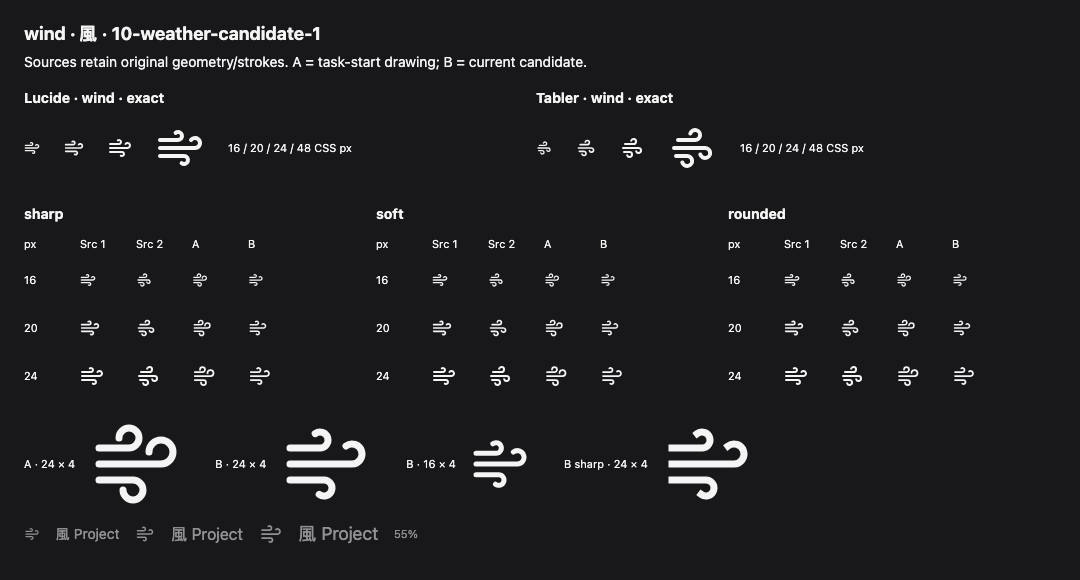 wind · 風 · 10-weather-candidate-1
Sources retain original geometry/strokes. A = task-start drawing; B = current candidate.
Lucide · wind · exact
Tabler · wind · exact
16 / 20 / 24 / 48 CSS px
16 / 20 / 24 / 48 CSS px
sharp
soft
rounded
px Src 1 Src 2 A B
px Src 1 Src 2 A B
px Src 1 Src 2 A B
16
16
16
20
20
20
24
24
24
A · 24 × 4
B · 24 × 4
B · 16 × 4
B sharp · 24 × 4
風 Project
風 Project
風 Project
55%